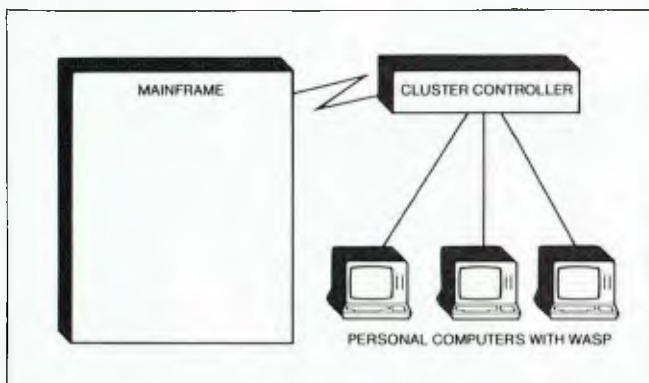 MAINFRAME
CLUSTER CONTROLLER
PERSONAL COMPUTERS WITH WASP